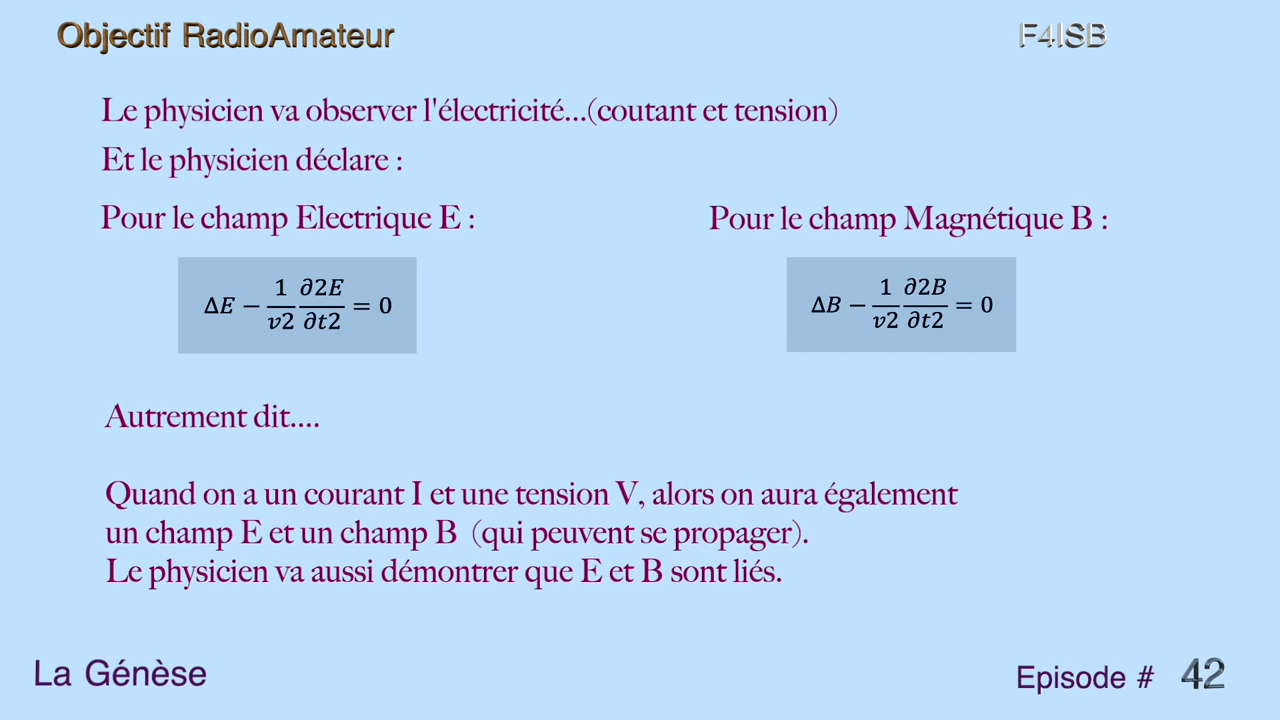 Objectif RadioAmateur
F4ISB
Le physicien va observer l'électricité...(coutant et tension)
Et le physicien déclare :
Pour le champ Electrique E :
Pour le champ Magnétique B :
ΔE − 1/v2 ∂2E/∂t2 = 0
ΔB − 1/v2 ∂2B/∂t2 = 0
Autrement dit....
Quand on a un courant I et une tension V, alors on aura également
un champ E et un champ B (qui peuvent se propager).
Le physicien va aussi démontrer que E et B sont liés.
La Génèse
Episode # 42